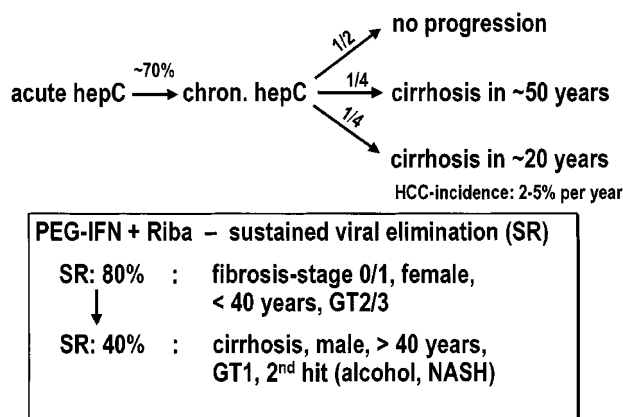 no progression
1/2
~70%
1/4
acute hepC chron. hepC cirrhosis in ~50 years
1/4
cirrhosis in ~20 years
HCC-incidence: 2-5% per year
PEG-IFN + Riba – sustained viral elimination (SR)
SR: 80% : fibrosis-stage 0/1, female,
< 40 years, GT2/3
SR: 40% : cirrhosis, male, > 40 years,
GT1, 2nd hit (alcohol, NASH)